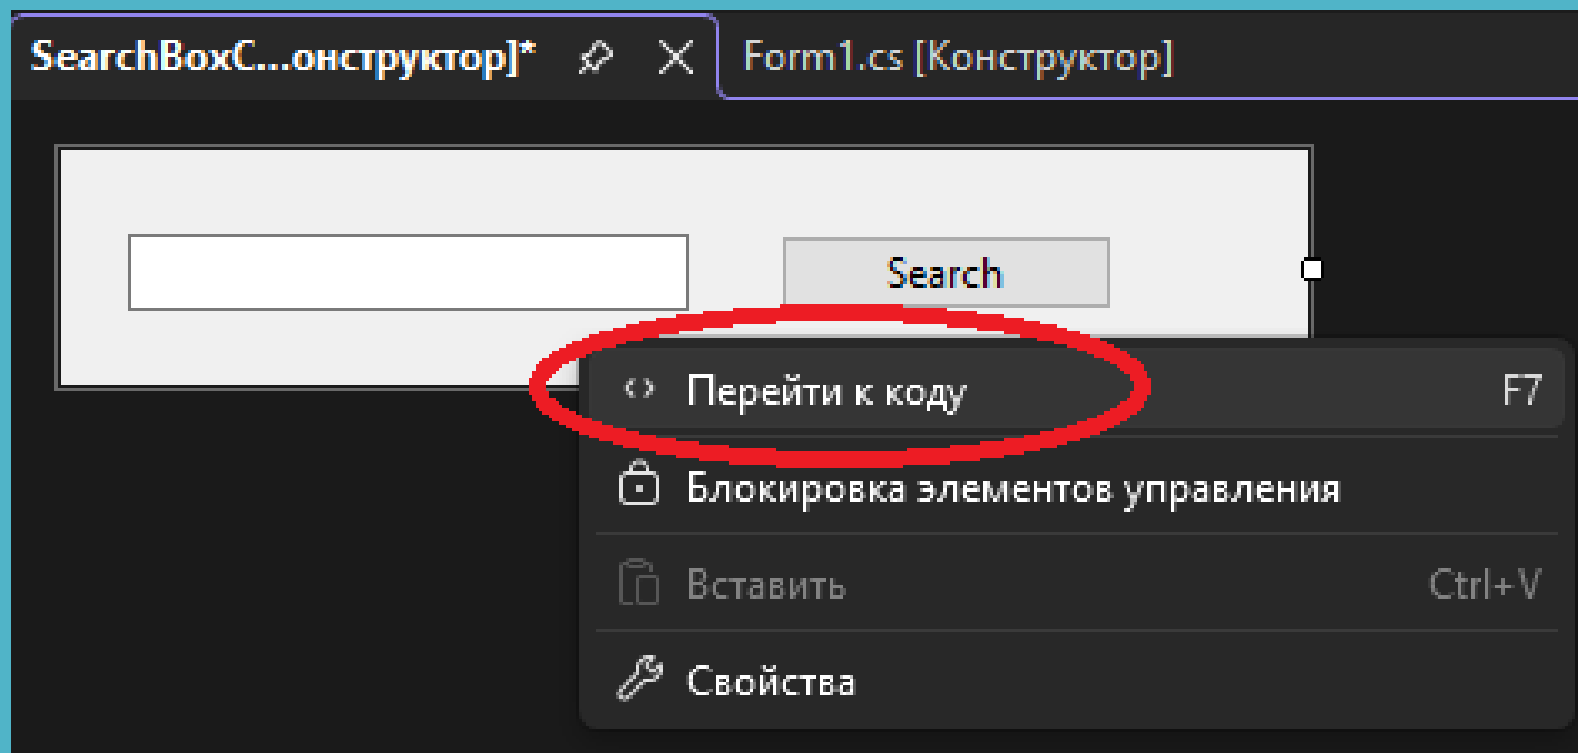 SearchBoxC...онструктор]* Form1.cs [Конструктор]
Search
Перейти к коду F7
Блокировка элементов управления
Вставить Ctrl+V
Свойства